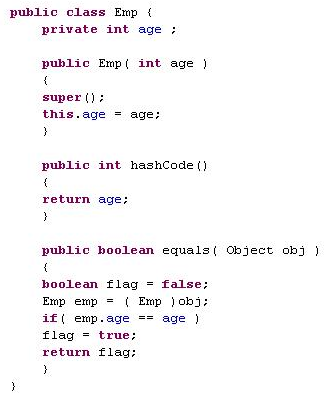 public class Emp {
private int age ;
public Emp( int age )
{
super();
this.age = age;
}
public int hashCode()
{
return age;
}
public boolean equals( Object obj )
{
boolean flag = false;
Emp emp = ( Emp )obj;
if( emp.age == age )
flag = true;
return flag;
}
}